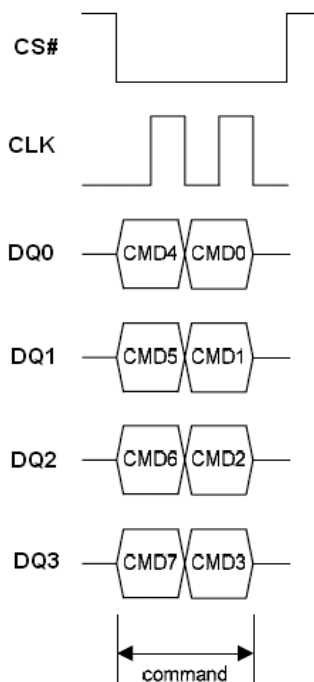 CS#
CLK
DQ0 CMD4 CMD0
DQ1 CMD5 CMD1
DQ2 CMD6 CMD2
DQ3 CMD7 CMD3
command